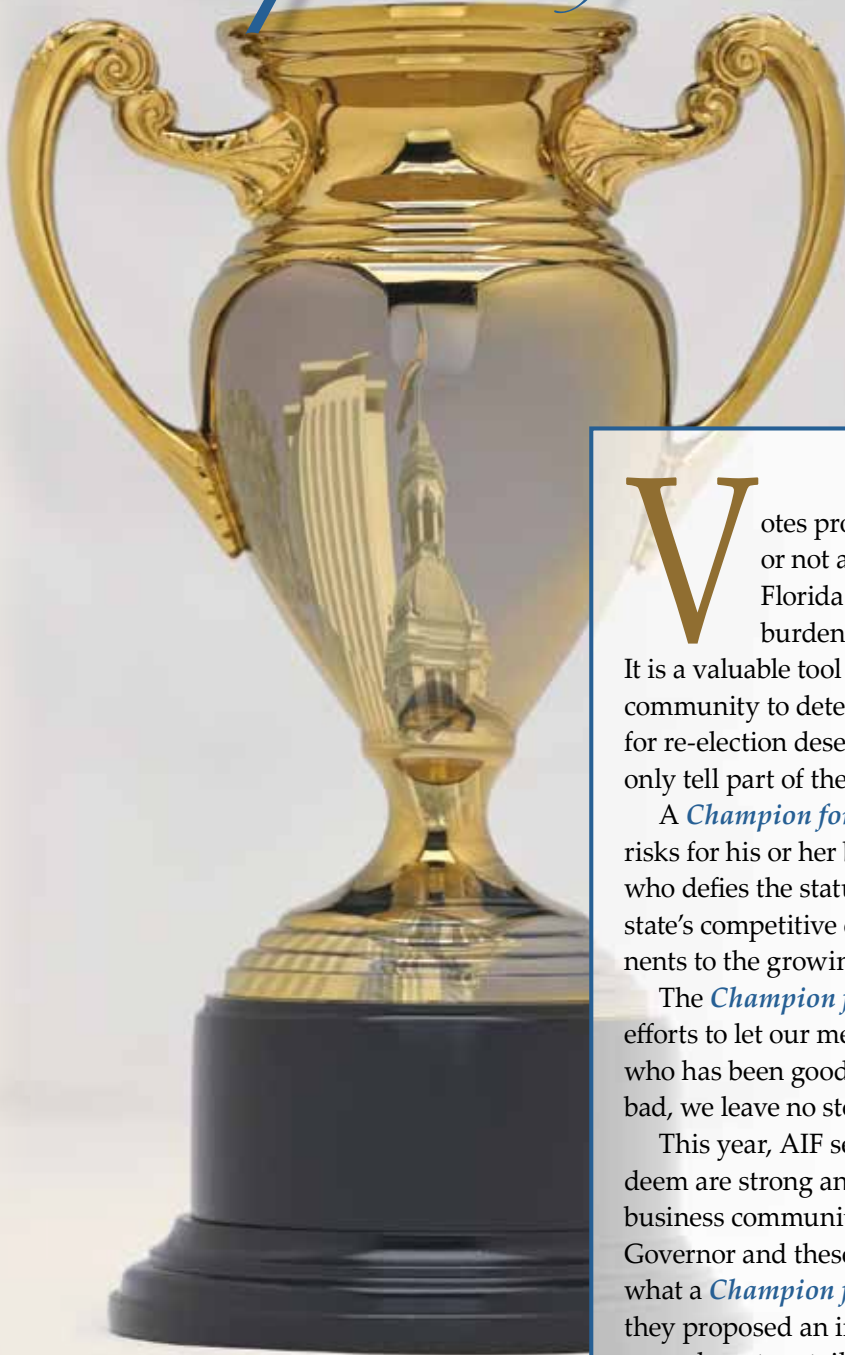 Votes pro
or not a
Florida
burden
It is a valuable tool
community to dete
for re-election dese
only tell part of the
A Champion for
risks for his or her
who defies the statu
state's competitive
nents to the growin
The Champion f
efforts to let our me
who has been good
bad, we leave no sto
This year, AIF se
deem are strong an
business communit
Governor and these
what a Champion f
they proposed an i